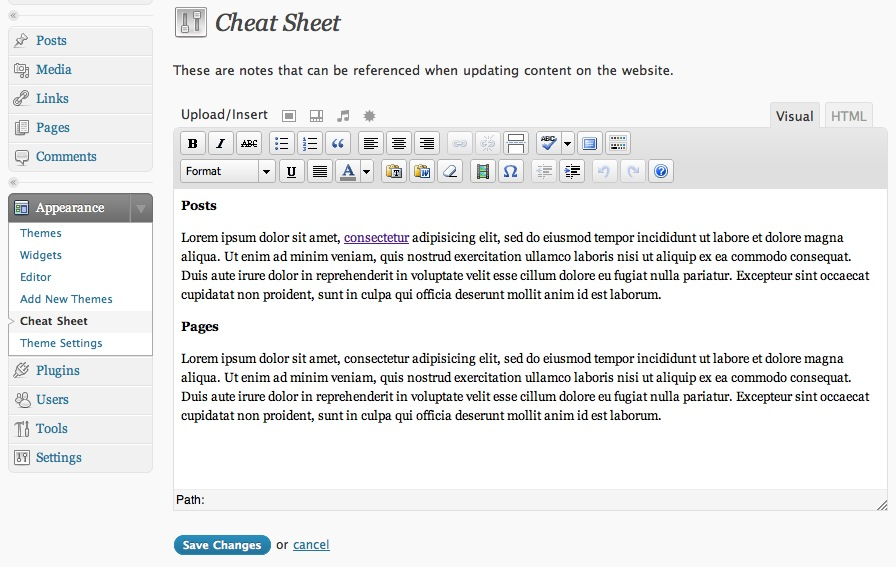 Posts
Media
Links
Pages
Comments
Appearance
Themes
Widgets
Editor
Add New Themes
Cheat Sheet
Theme Settings
Plugins
Users
Tools
Settings
Cheat Sheet
These are notes that can be referenced when updating content on the website.
Upload/Insert
Visual HTML
B I ABC ABC
Format U A T W Ω ?
Posts
Lorem ipsum dolor sit amet, consectetur adipisicing elit, sed do eiusmod tempor incididunt ut labore et dolore magna
aliqua. Ut enim ad minim veniam, quis nostrud exercitation ullamco laboris nisi ut aliquip ex ea commodo consequat.
Duis aute irure dolor in reprehenderit in voluptate velit esse cillum dolore eu fugiat nulla pariatur. Excepteur sint occaecat
cupidatat non proident, sunt in culpa qui officia deserunt mollit anim id est laborum.
Pages
Lorem ipsum dolor sit amet, consectetur adipisicing elit, sed do eiusmod tempor incididunt ut labore et dolore magna
aliqua. Ut enim ad minim veniam, quis nostrud exercitation ullamco laboris nisi ut aliquip ex ea commodo consequat.
Duis aute irure dolor in reprehenderit in voluptate velit esse cillum dolore eu fugiat nulla pariatur. Excepteur sint occaecat
cupidatat non proident, sunt in culpa qui officia deserunt mollit anim id est laborum.
Path:
Save Changes or cancel